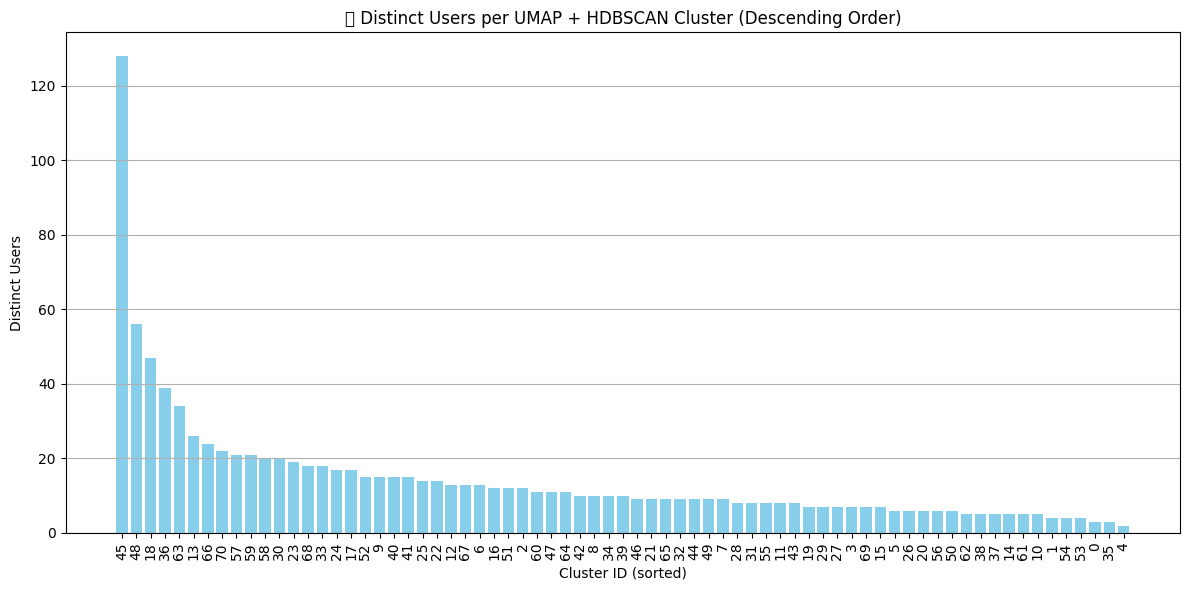 Distinct Users per UMAP + HDBSCAN Cluster (Descending Order)
Distinct Users
120
100
80
60
40
20
0
45 48 18 36 63 13 66 70 57 59 58 30 23 68 33 24 17 52 9 40 41 25 22 12 67 6 16 51 2 60 47 64 42 8 34 39 46 21 65 32 44 49 7 28 31 55 11 43 19 29 27 3 69 15 5 26 20 56 50 62 38 37 14 61 10 1 54 53 0 35 4
Cluster ID (sorted)